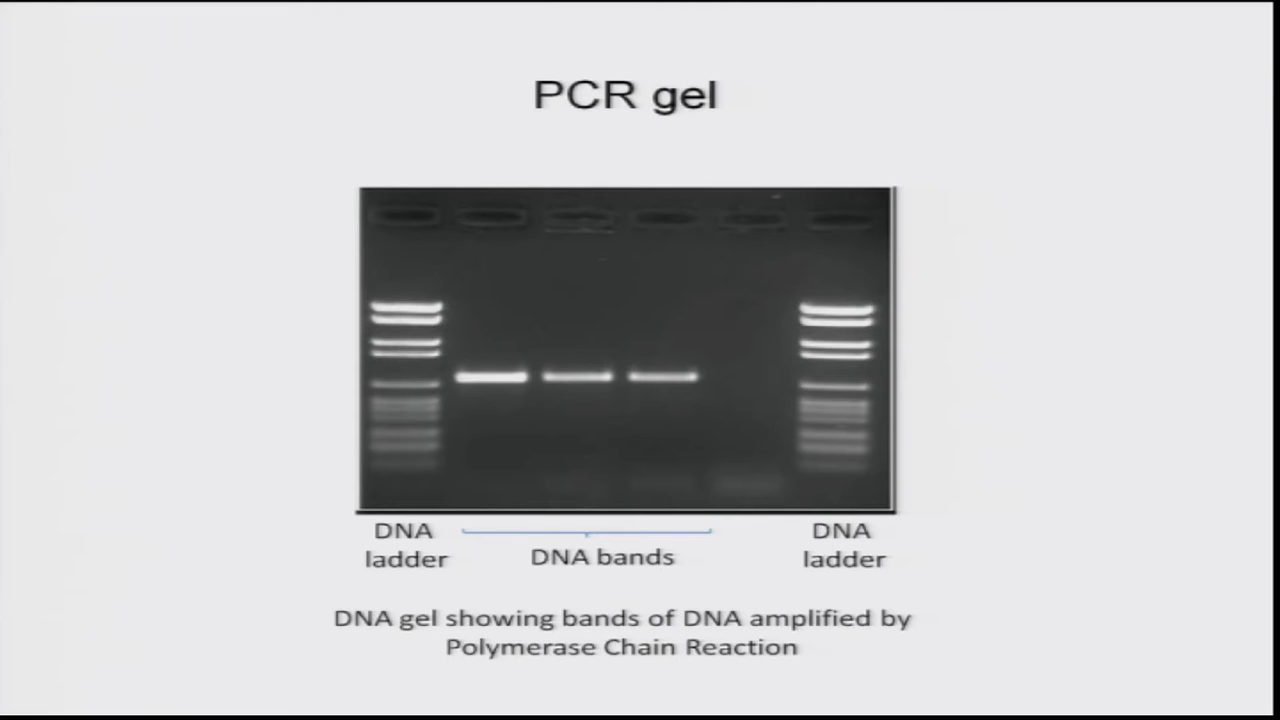 PCR gel
DNA
ladder
DNA bands
DNA
ladder
DNA gel showing bands of DNA amplified by
Polymerase Chain Reaction